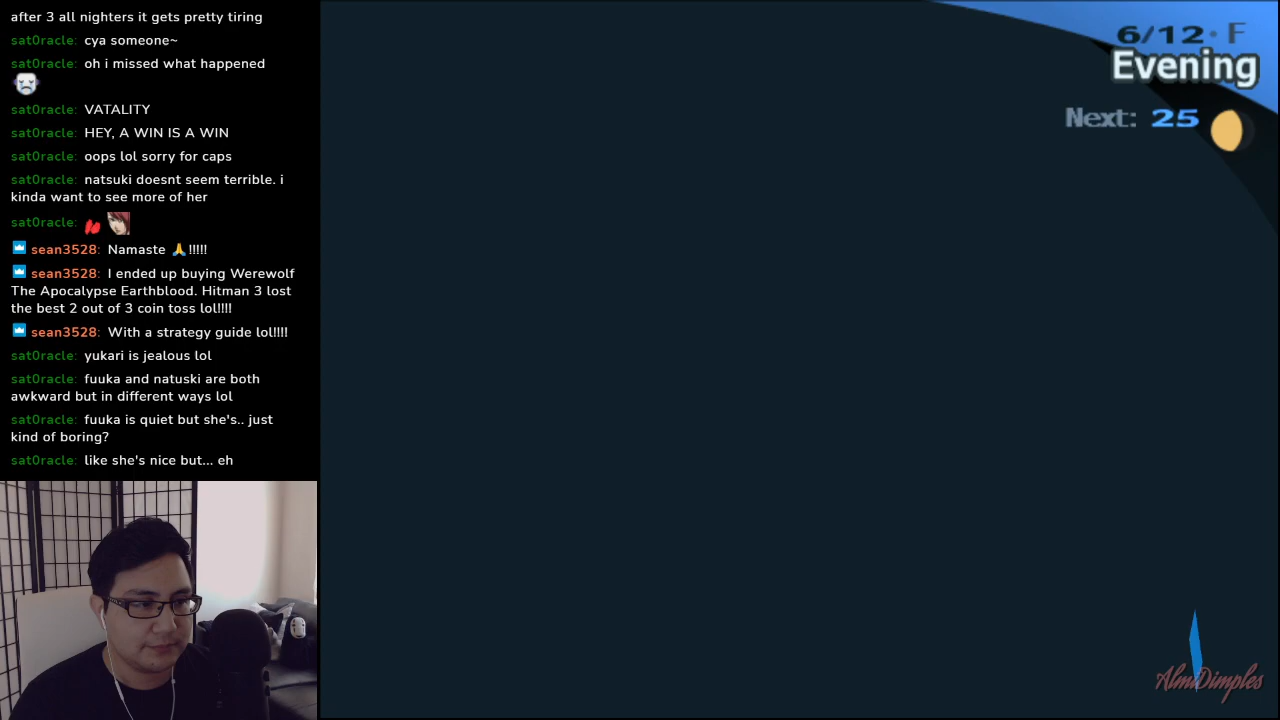 after 3 all nighters it gets pretty tiring
sat0racle: cya someone~
sat0racle: oh i missed what happened
sat0racle: VATALITY
sat0racle: HEY, A WIN IS A WIN
sat0racle: oops lol sorry for caps
sat0racle: natsuki doesnt seem terrible. i
kinda want to see more of her
sat0racle:
sean3528: Namaste 🙏!!!!!
sean3528: I ended up buying Werewolf
The Apocalypse Earthblood. Hitman 3 lost
the best 2 out of 3 coin toss lol!!!!
sean3528: With a strategy guide lol!!!!
sat0racle: yukari is jealous lol
sat0racle: fuuka and natuski are both
awkward but in different ways lol
sat0racle: fuuka is quiet but she's.. just
kind of boring?
sat0racle: like she's nice but... eh
6/12· F
Evening
Next: 25
AlmiDimples